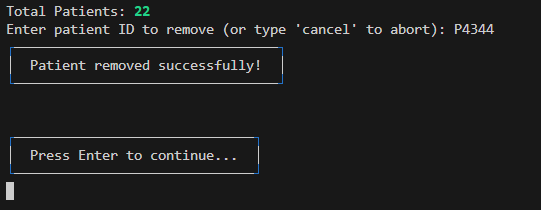 Total Patients: 22
Enter patient ID to remove (or type 'cancel' to abort): P4344
Patient removed successfully!
Press Enter to continue...